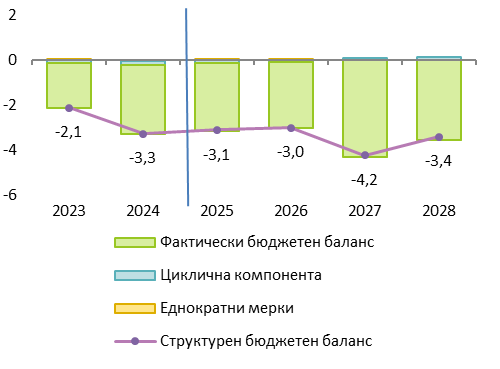 2
0
-2
-4
-6
-2,1
-3,3
-3,1
-3,0
-4,2
-3,4
2023 2024 2025 2026 2027 2028
Фактически бюджетен баланс
Циклична компонента
Еднократни мерки
Структурен бюджетен баланс